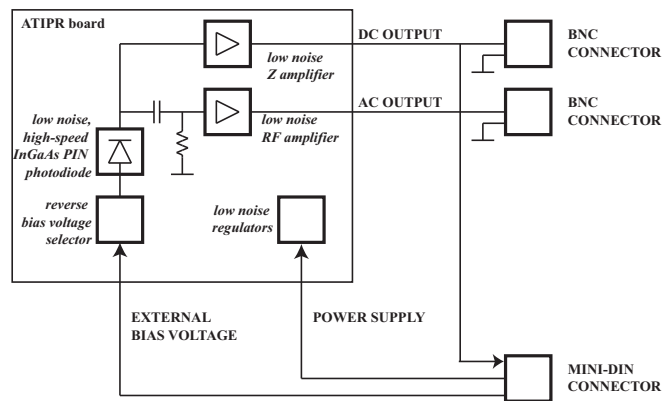 ATIPR board
DC OUTPUT
BNC
CONNECTOR
low noise
Z amplifier
low noise,
high-speed
InGaAs PIN
photodiode
AC OUTPUT
BNC
CONNECTOR
low noise
RF amplifier
reverse
bias voltage
selector
low noise
regulators
EXTERNAL
BIAS VOLTAGE
POWER SUPPLY
MINI-DIN
CONNECTOR